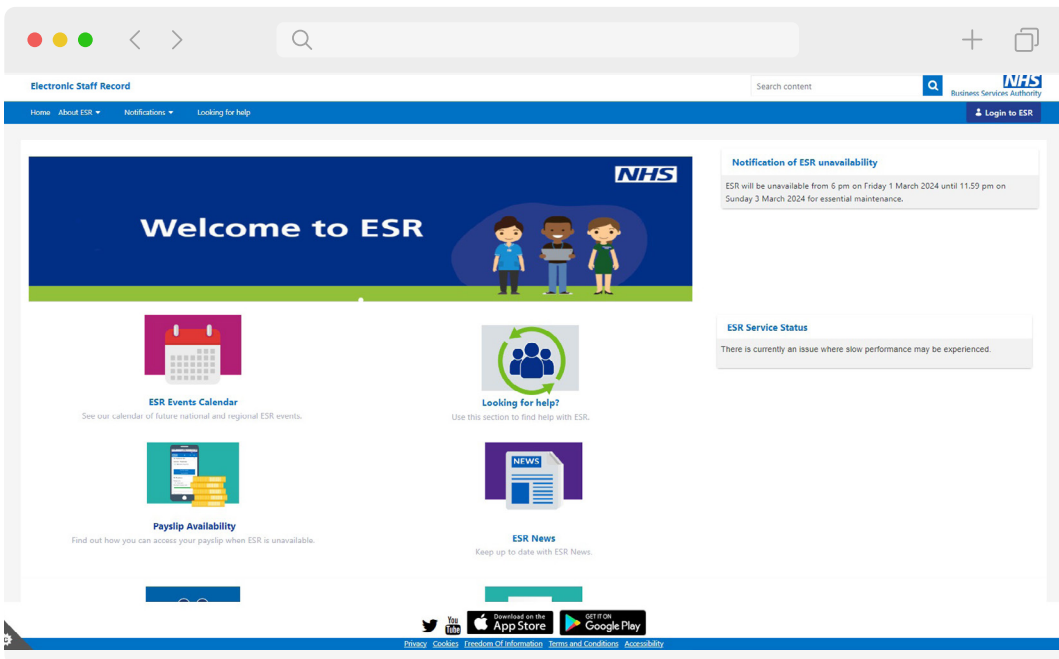 Electronic Staff Record
Search content
NHS
Business Services Authority
Home About ESR Notifications Looking for help
Login to ESR
NHS
Welcome to ESR
Notification of ESR unavailability
ESR will be unavailable from 6 pm on Friday 1 March 2024 until 11.59 pm on
Sunday 3 March 2024 for essential maintenance.
ESR Service Status
There is currently an issue where slow performance may be experienced.
ESR Events Calendar
See our calendar of future national and regional ESR events.
Looking for help?
Use this section to find help with ESR.
Payslip Availability
Find out how you can access your payslip when ESR is unavailable.
NEWS
ESR News
Keep up to date with ESR News.
You
Tube
Download on the
App Store
GET IT ON
Google Play
Privacy Cookies Freedom Of Information Terms and Conditions Accessibility